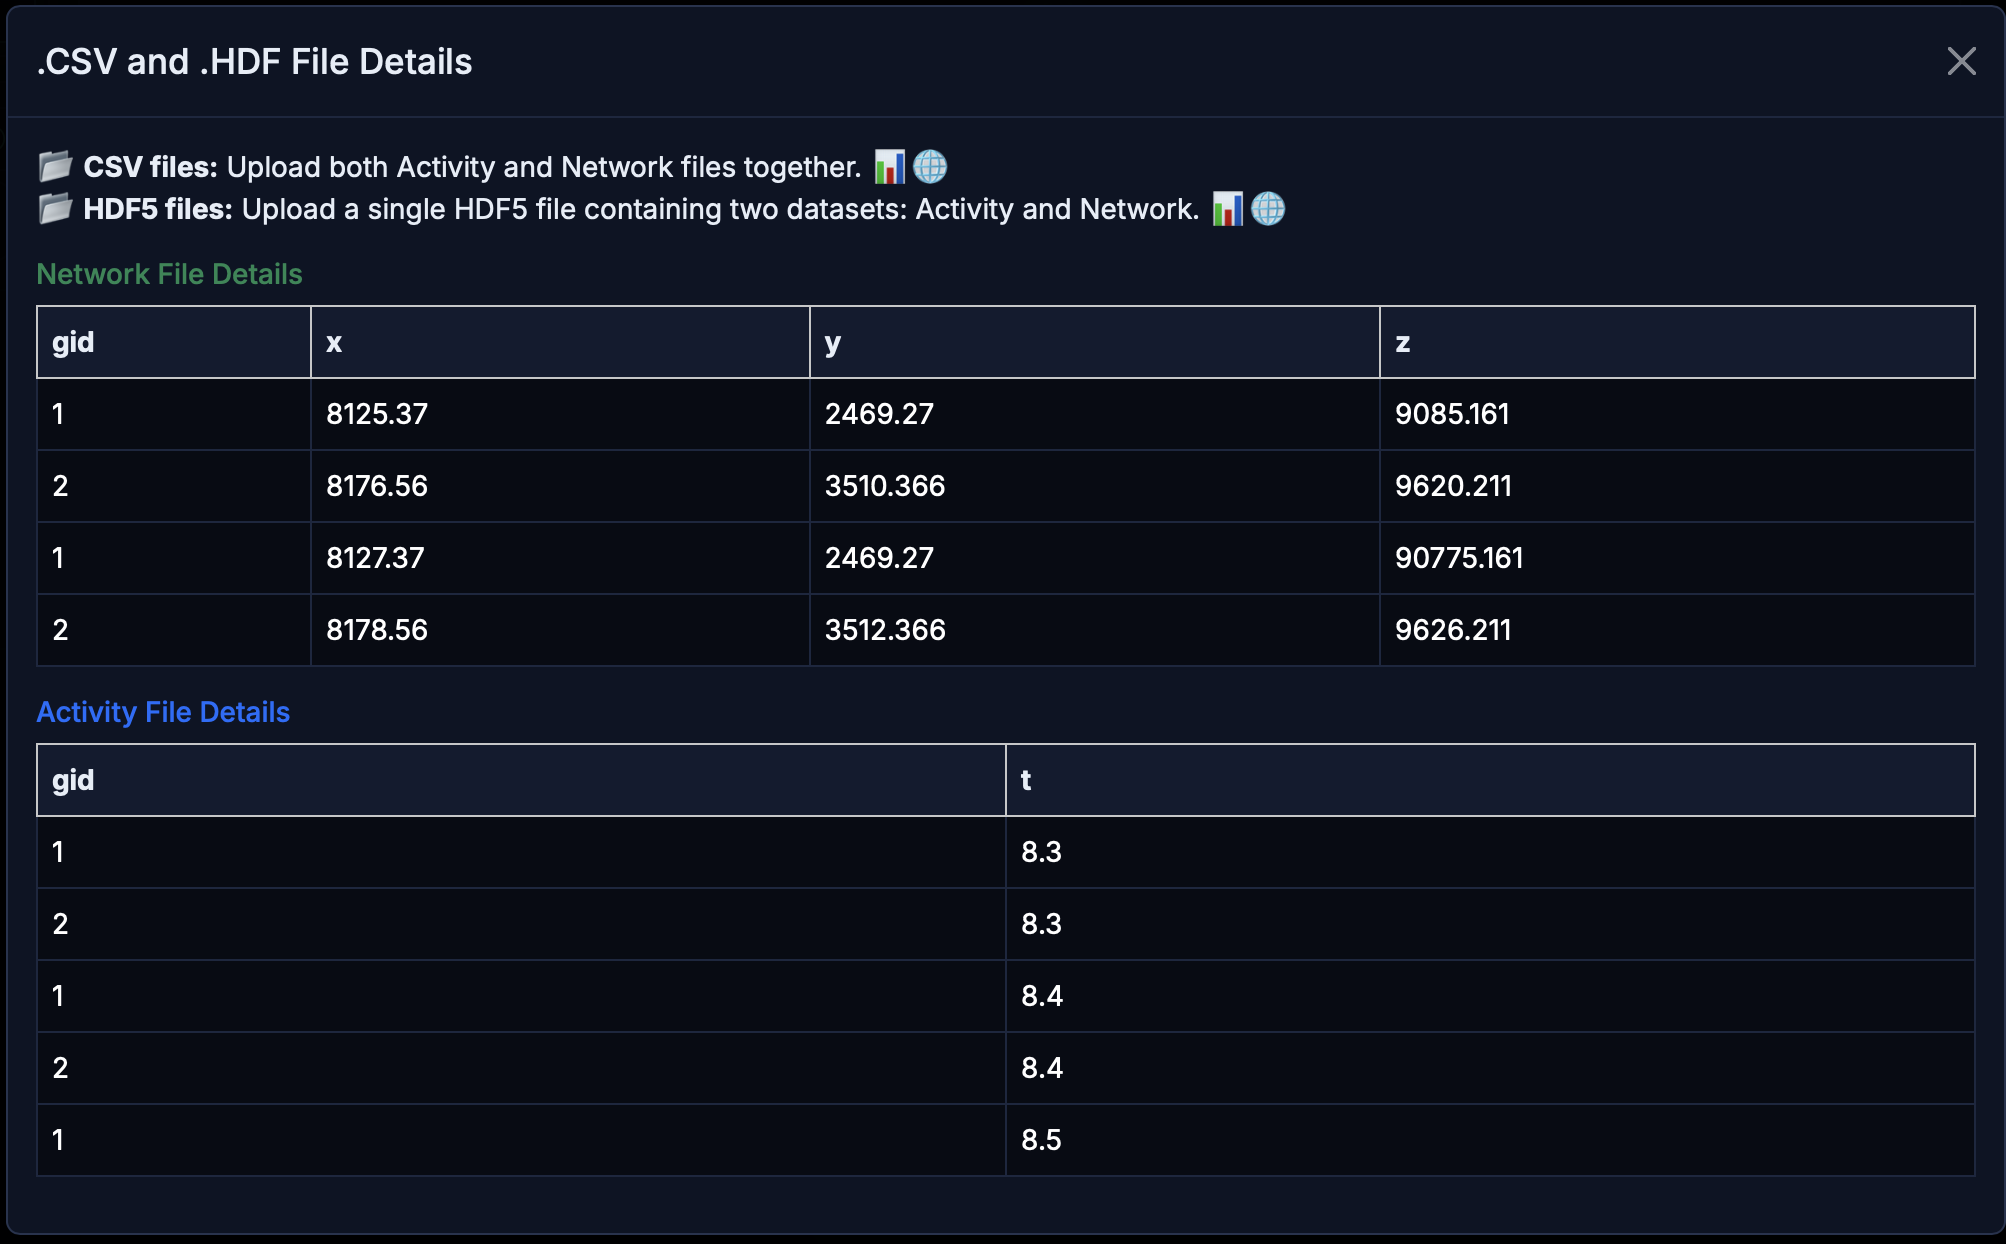 .CSV and .HDF File Details
CSV files: Upload both Activity and Network files together.
HDF5 files: Upload a single HDF5 file containing two datasets: Activity and Network.
Network File Details
gid x y z
1 8125.37 2469.27 9085.161
2 8176.56 3510.366 9620.211
1 8127.37 2469.27 90775.161
2 8178.56 3512.366 9626.211
Activity File Details
gid t
1 8.3
2 8.3
1 8.4
2 8.4
1 8.5